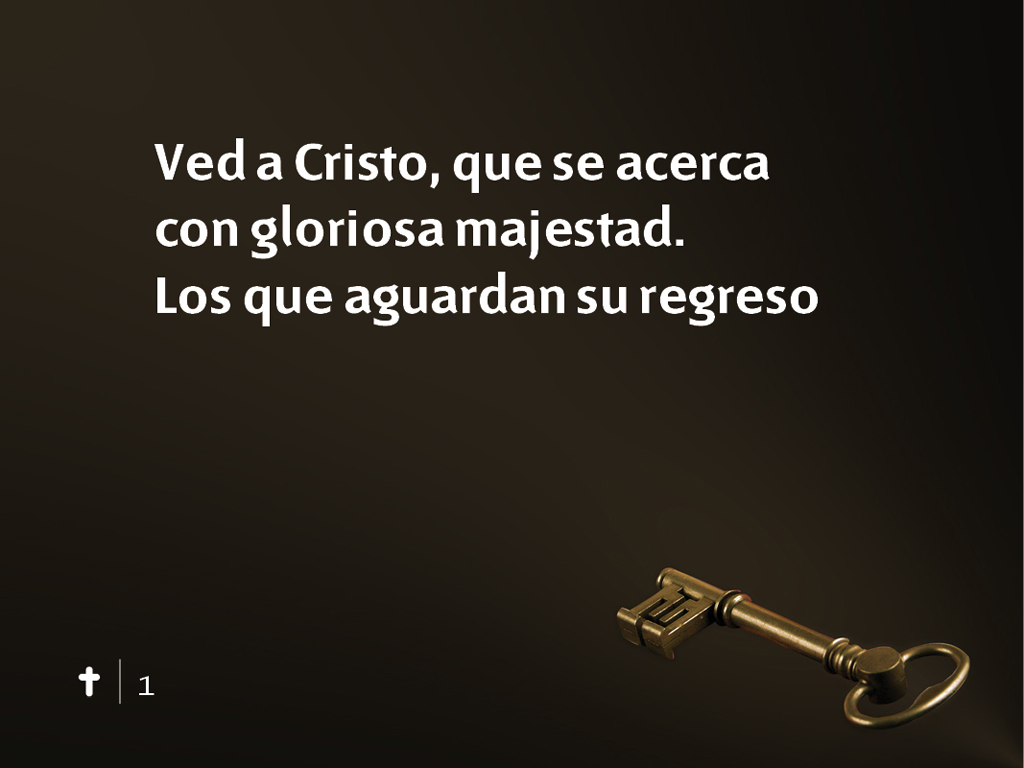 Ved a Cristo, que se acerca
con gloriosa majestad.
Los que aguardan su regreso
1